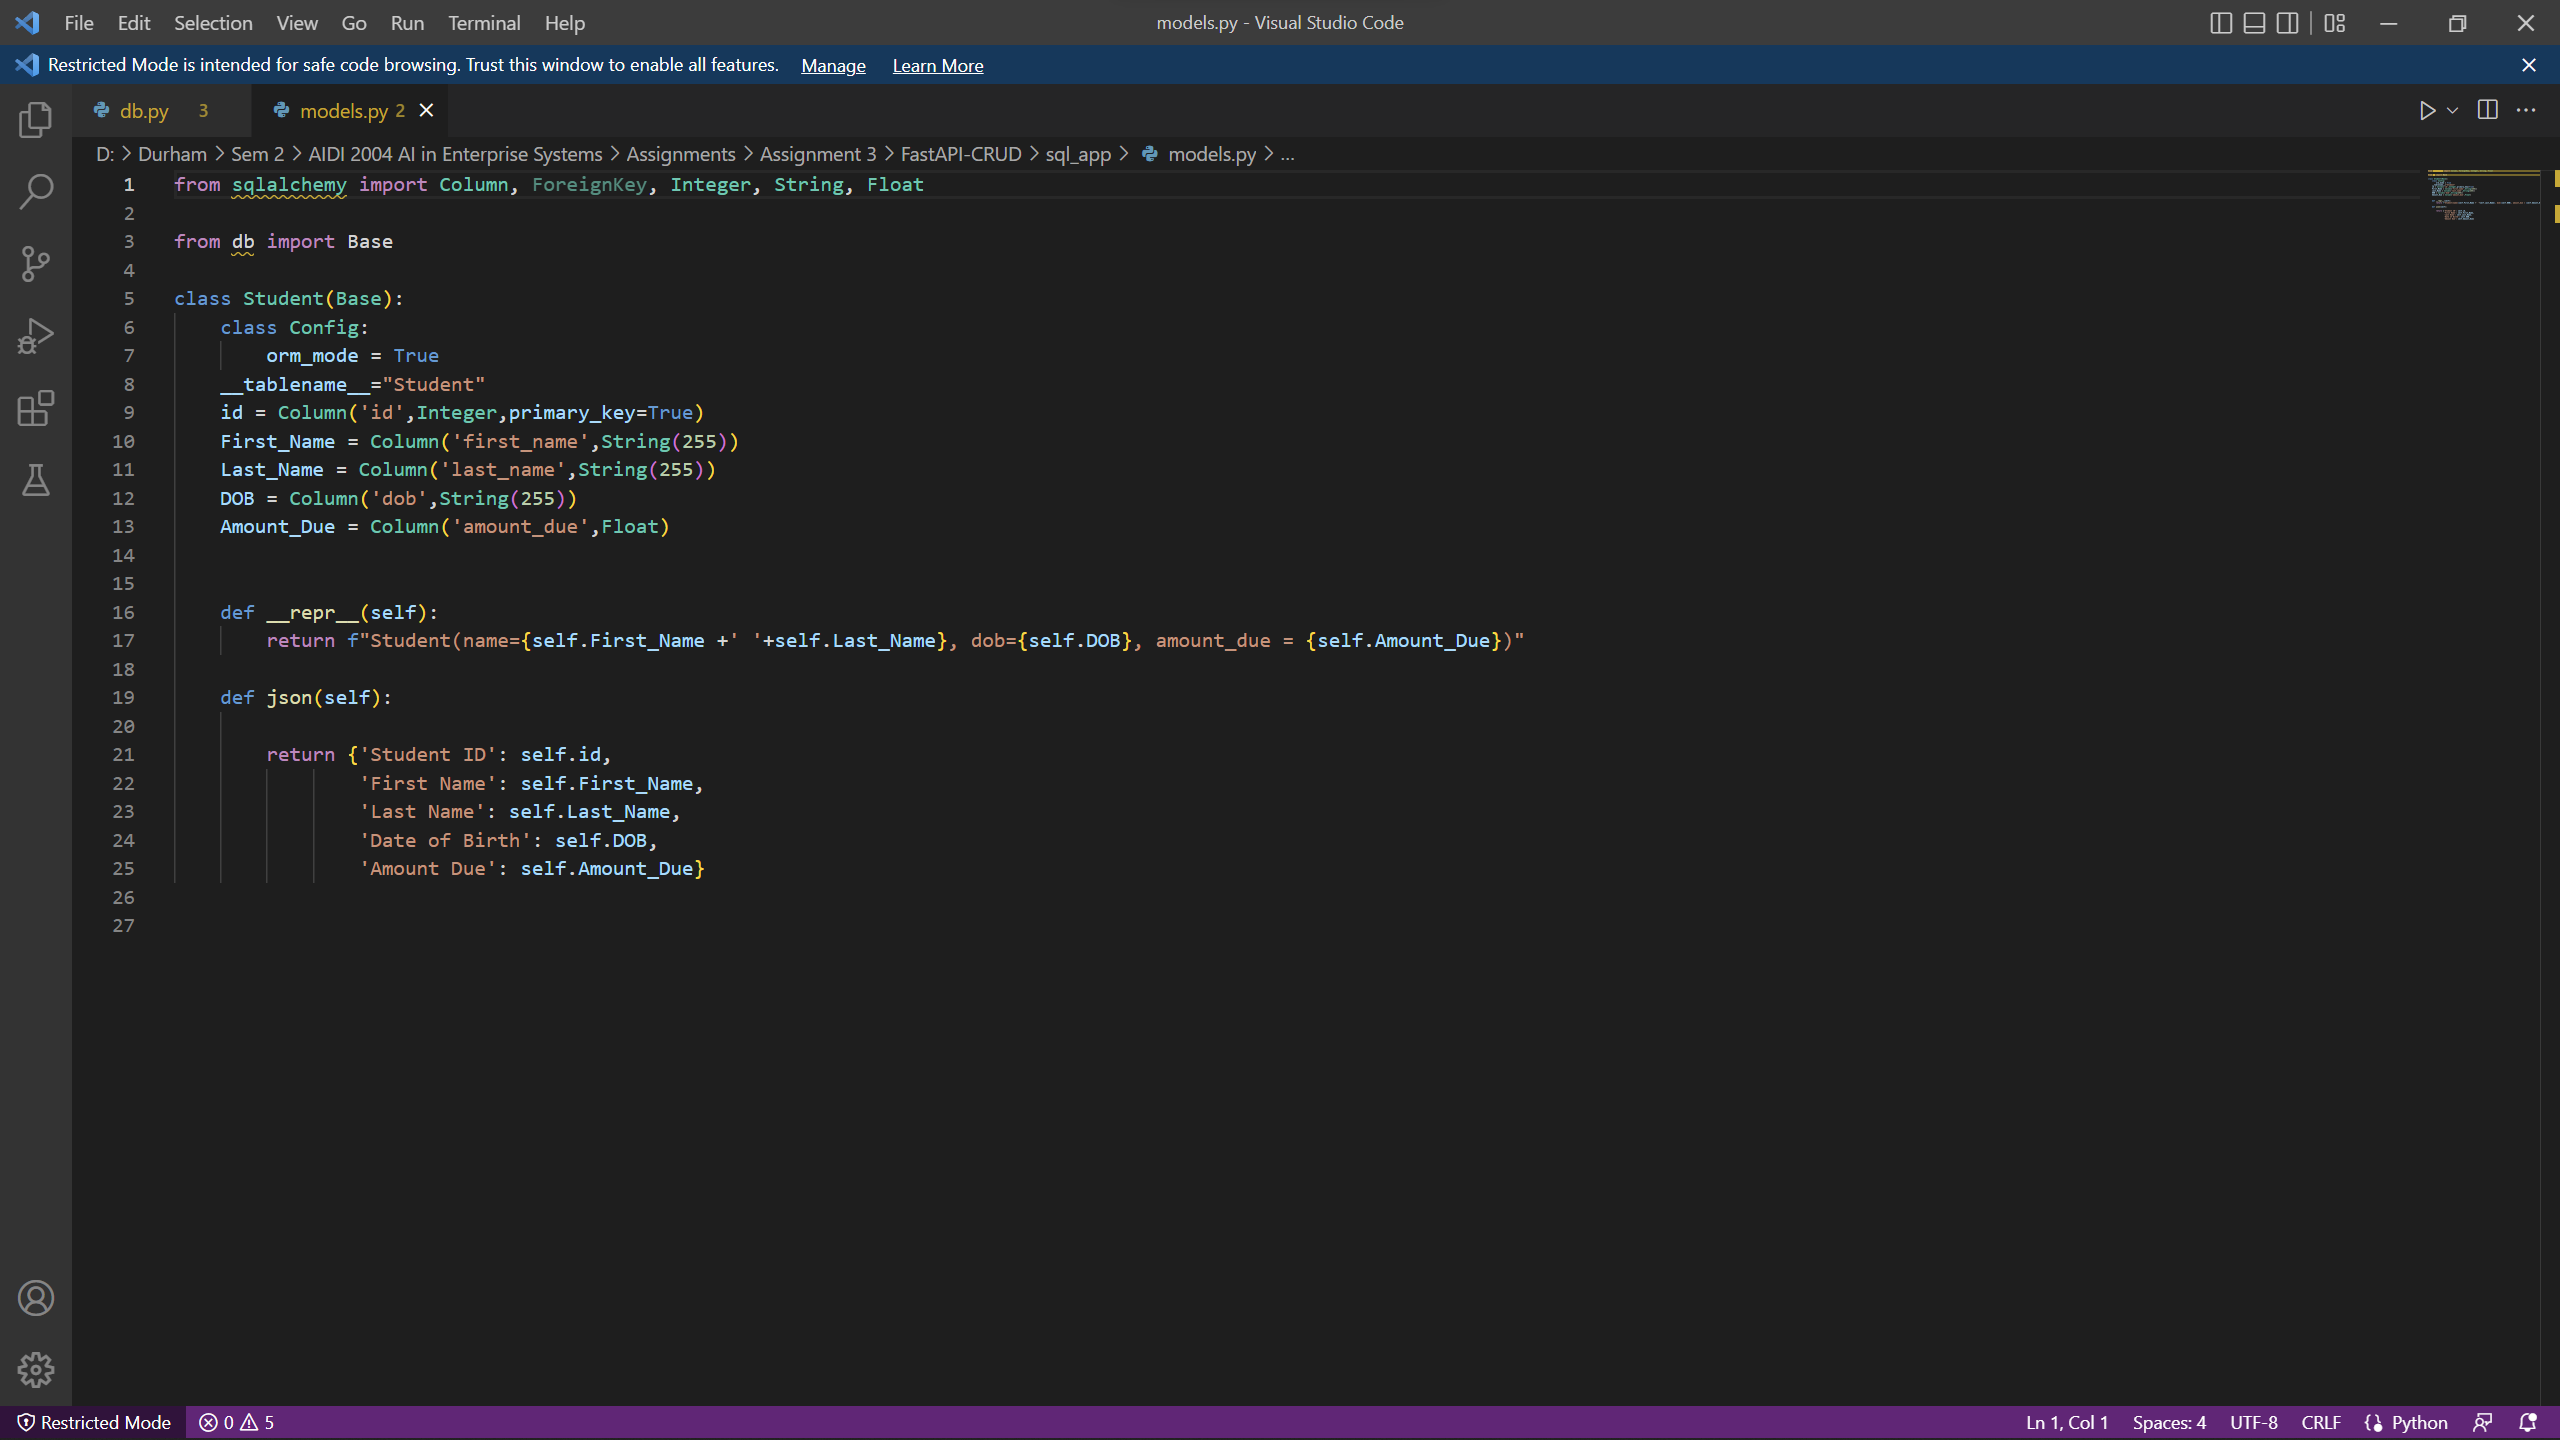 File Edit Selection View Go Run Terminal Help models.py - Visual Studio Code
Restricted Mode is intended for safe code browsing. Trust this window to enable all features. Manage Learn More
db.py 3 models.py 2
D: > Durham > Sem 2 > AIDI 2004 AI in Enterprise Systems > Assignments > Assignment 3 > FastAPI-CRUD > sql_app > models.py > ...
1 from sqlalchemy import Column, ForeignKey, Integer, String, Float
2
3 from db import Base
4
5 class Student(Base):
6     class Config:
7         orm_mode = True
8     __tablename__="Student"
9     id = Column('id',Integer,primary_key=True)
10     First_Name = Column('first_name',String(255))
11     Last_Name = Column('last_name',String(255))
12     DOB = Column('dob',String(255))
13     Amount_Due = Column('amount_due',Float)
14
15
16     def __repr__(self):
17         return f"Student(name={self.First_Name +' '+self.Last_Name}, dob={self.DOB}, amount_due = {self.Amount_Due})"
18
19     def json(self):
20
21         return {'Student ID': self.id,
22                 'First Name': self.First_Name,
23                 'Last Name': self.Last_Name,
24                 'Date of Birth': self.DOB,
25                 'Amount Due': self.Amount_Due}
26
27
Restricted Mode 0 5 Ln 1, Col 1 Spaces: 4 UTF-8 CRLF Python